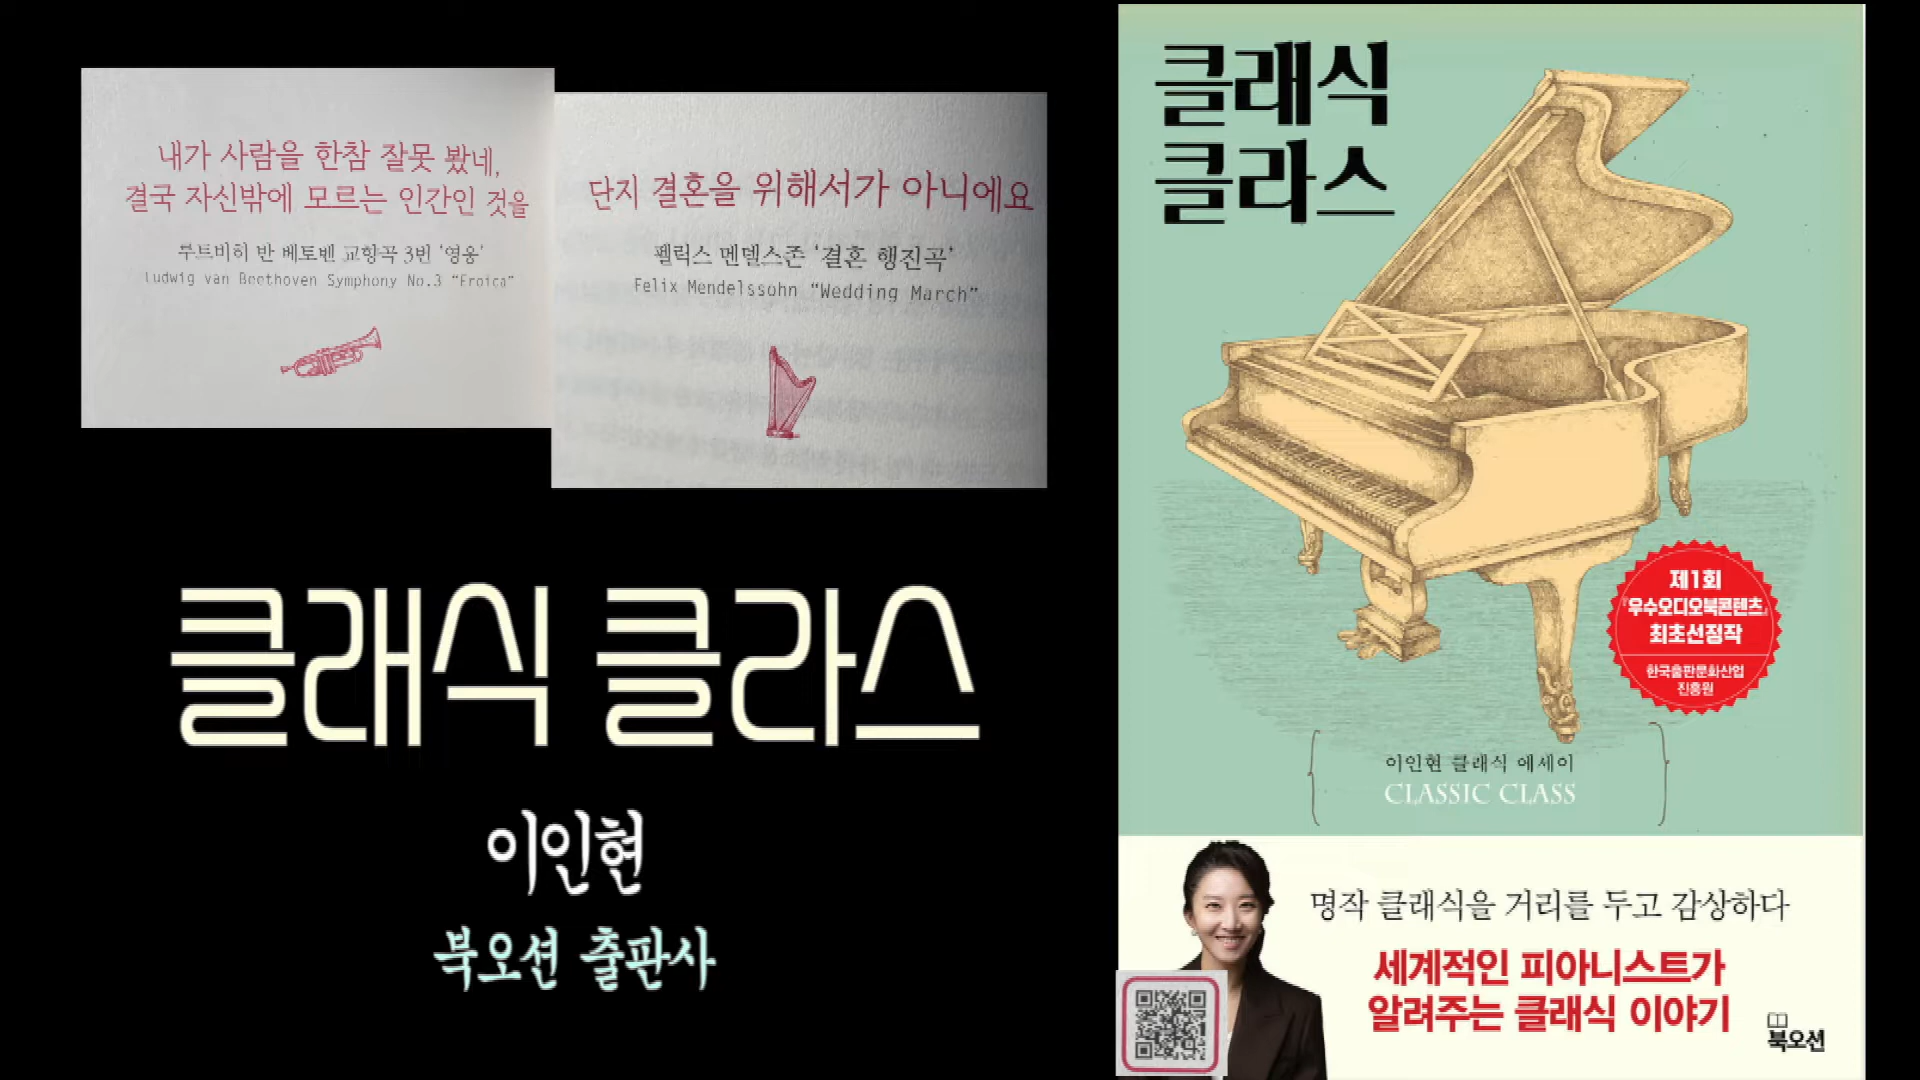 내가 사람을 한참 잘못 봤네,
결국 자신밖에 모르는 인간인 것을
루트비히 반 베토벤 교향곡 3번 ‘영웅’
Ludwig van Beethoven Symphony No.3 “Eroica”
단지 결혼을 위해서가 아니에요
펠릭스 멘델스존 ‘결혼 행진곡’
Felix Mendelssohn “Wedding March”
클래식 클라스
이인현
북오션 출판사
클래식
클라스
제1회
『우수오디오북콘텐츠』
최초선정작
한국출판문화산업
진흥원
이인현 클래식 에세이
CLASSIC CLASS
명작 클래식을 거리를 두고 감상하다
세계적인 피아니스트가
알려주는 클래식 이야기
북오션